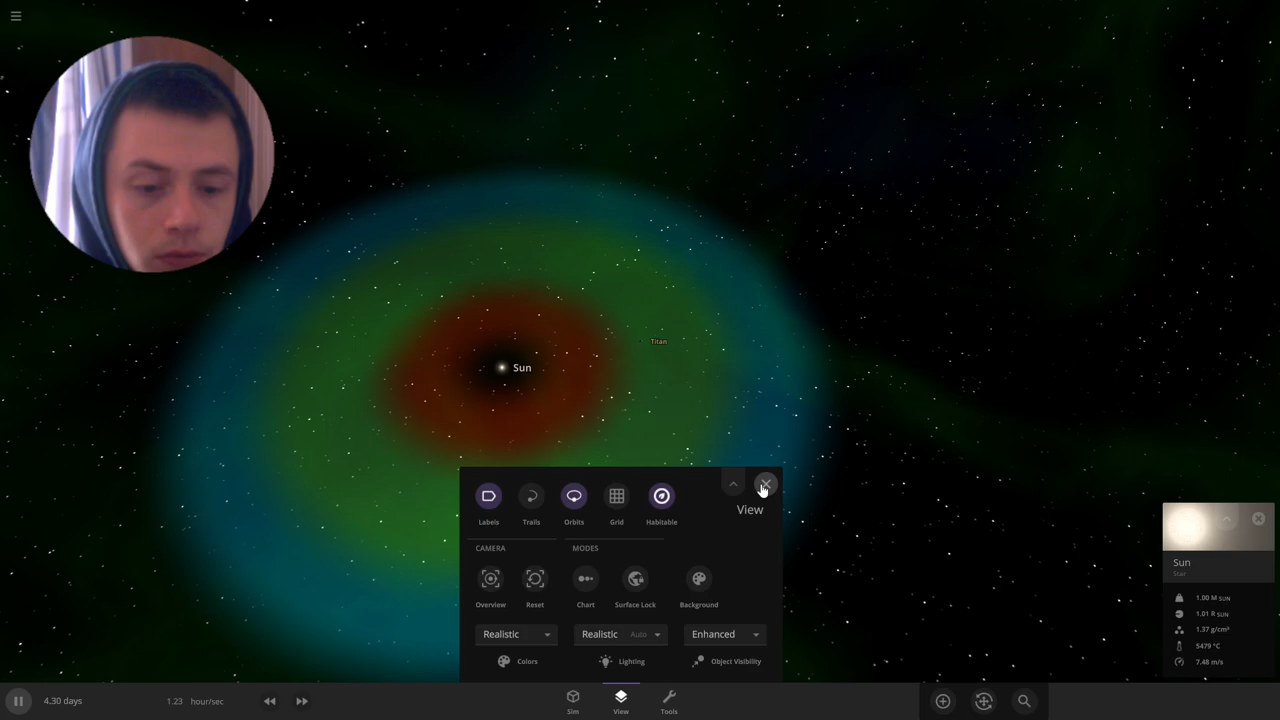 Titan
Sun
View
Labels Trails Orbits Grid Habitable
CAMERA MODES
Overview Reset Chart Surface Lock Background
Realistic Realistic Auto Enhanced
Colors Lighting Object Visibility
Sun
Star
1.00 M SUN
1.01 R SUN
1.37 g/cm³
5479 °C
7.48 m/s
4.30 days 1.23 hour/sec Sim View Tools